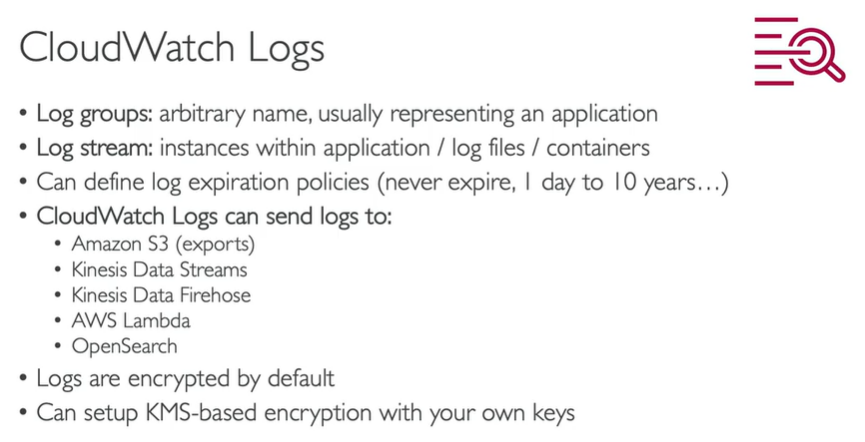 CloudWatch Logs
• Log groups: arbitrary name, usually representing an application
• Log stream: instances within application / log files / containers
• Can define log expiration policies (never expire, 1 day to 10 years…)
• CloudWatch Logs can send logs to:
• Amazon S3 (exports)
• Kinesis Data Streams
• Kinesis Data Firehose
• AWS Lambda
• OpenSearch
• Logs are encrypted by default
• Can setup KMS-based encryption with your own keys